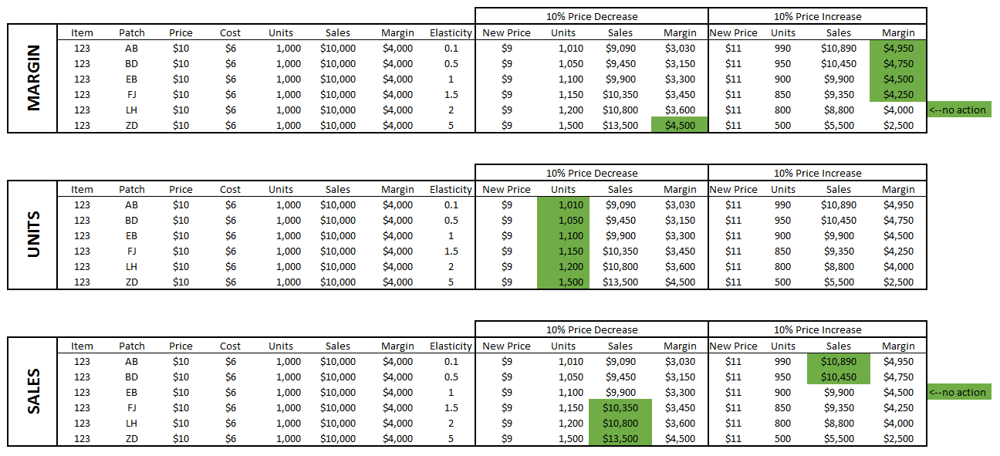 10% Price Decrease 10% Price Increase
Item Patch Price Cost Units Sales Margin Elasticity New Price Units Sales Margin New Price Units Sales Margin
MARGIN
123 AB $10 $6 1,000 $10,000 $4,000 0.1 $9 1,010 $9,090 $3,030 $11 990 $10,890 $4,950
123 BD $10 $6 1,000 $10,000 $4,000 0.5 $9 1,050 $9,450 $3,150 $11 950 $10,450 $4,750
123 EB $10 $6 1,000 $10,000 $4,000 1 $9 1,100 $9,900 $3,300 $11 900 $9,900 $4,500
123 FJ $10 $6 1,000 $10,000 $4,000 1.5 $9 1,150 $10,350 $3,450 $11 850 $9,350 $4,250
123 LH $10 $6 1,000 $10,000 $4,000 2 $9 1,200 $10,800 $3,600 $11 800 $8,800 $4,000 <--no action
123 ZD $10 $6 1,000 $10,000 $4,000 5 $9 1,500 $13,500 $4,500 $11 500 $5,500 $2,500
10% Price Decrease 10% Price Increase
Item Patch Price Cost Units Sales Margin Elasticity New Price Units Sales Margin New Price Units Sales Margin
UNITS
123 AB $10 $6 1,000 $10,000 $4,000 0.1 $9 1,010 $9,090 $3,030 $11 990 $10,890 $4,950
123 BD $10 $6 1,000 $10,000 $4,000 0.5 $9 1,050 $9,450 $3,150 $11 950 $10,450 $4,750
123 EB $10 $6 1,000 $10,000 $4,000 1 $9 1,100 $9,900 $3,300 $11 900 $9,900 $4,500
123 FJ $10 $6 1,000 $10,000 $4,000 1.5 $9 1,150 $10,350 $3,450 $11 850 $9,350 $4,250
123 LH $10 $6 1,000 $10,000 $4,000 2 $9 1,200 $10,800 $3,600 $11 800 $8,800 $4,000
123 ZD $10 $6 1,000 $10,000 $4,000 5 $9 1,500 $13,500 $4,500 $11 500 $5,500 $2,500
10% Price Decrease 10% Price Increase
Item Patch Price Cost Units Sales Margin Elasticity New Price Units Sales Margin New Price Units Sales Margin
SALES
123 AB $10 $6 1,000 $10,000 $4,000 0.1 $9 1,010 $9,090 $3,030 $11 990 $10,890 $4,950
123 BD $10 $6 1,000 $10,000 $4,000 0.5 $9 1,050 $9,450 $3,150 $11 950 $10,450 $4,750
123 EB $10 $6 1,000 $10,000 $4,000 1 $9 1,100 $9,900 $3,300 $11 900 $9,900 $4,500 <--no action
123 FJ $10 $6 1,000 $10,000 $4,000 1.5 $9 1,150 $10,350 $3,450 $11 850 $9,350 $4,250
123 LH $10 $6 1,000 $10,000 $4,000 2 $9 1,200 $10,800 $3,600 $11 800 $8,800 $4,000
123 ZD $10 $6 1,000 $10,000 $4,000 5 $9 1,500 $13,500 $4,500 $11 500 $5,500 $2,500